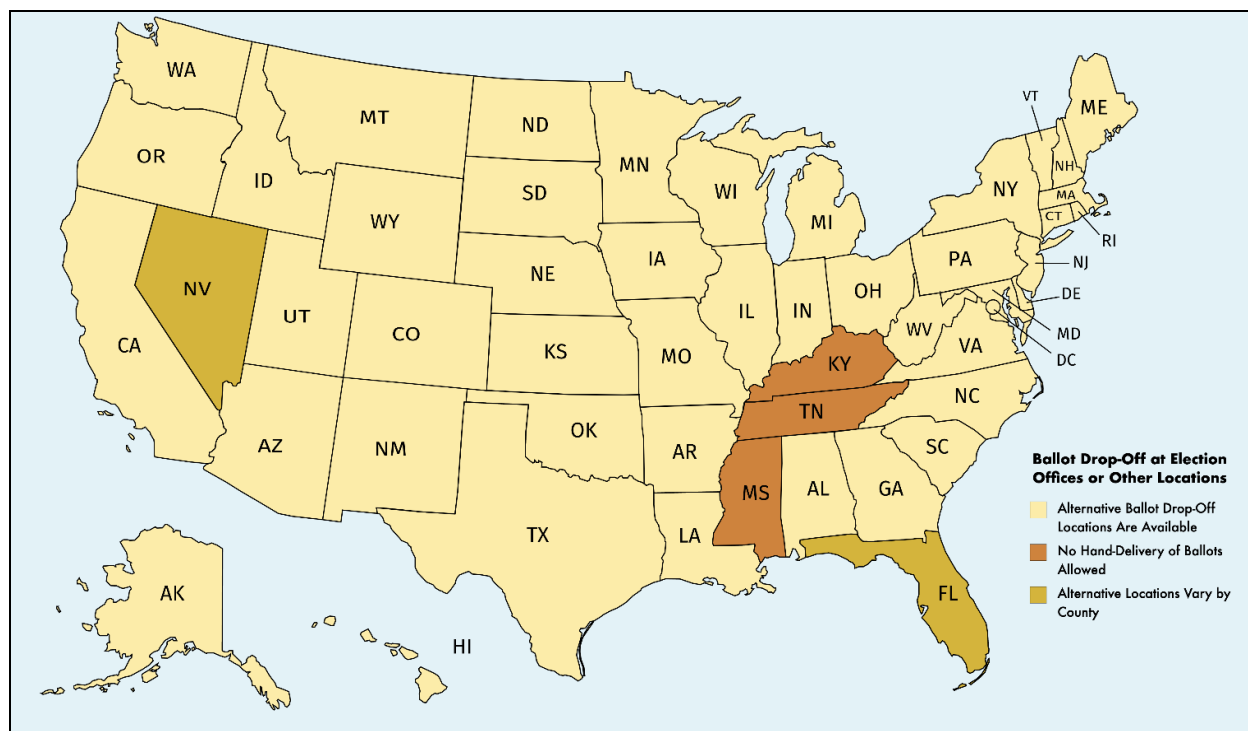 WA
MT
ND
MN
OR
ID
SD
WI
WY
MI
NY
VT
ME
NH
MA
CT
RI
NV
UT
CO
NE
IA
IL
IN
OH
PA
NJ
DE
MD
DC
CA
KS
MO
KY
WV
VA
AZ
NM
OK
AR
TN
NC
SC
TX
LA
MS
AL
GA
FL
AK
HI
Ballot Drop-Off at Election
Offices or Other Locations
Alternative Ballot Drop-Off
Locations Are Available
No Hand-Delivery of Ballots
Allowed
Alternative Locations Vary by
County